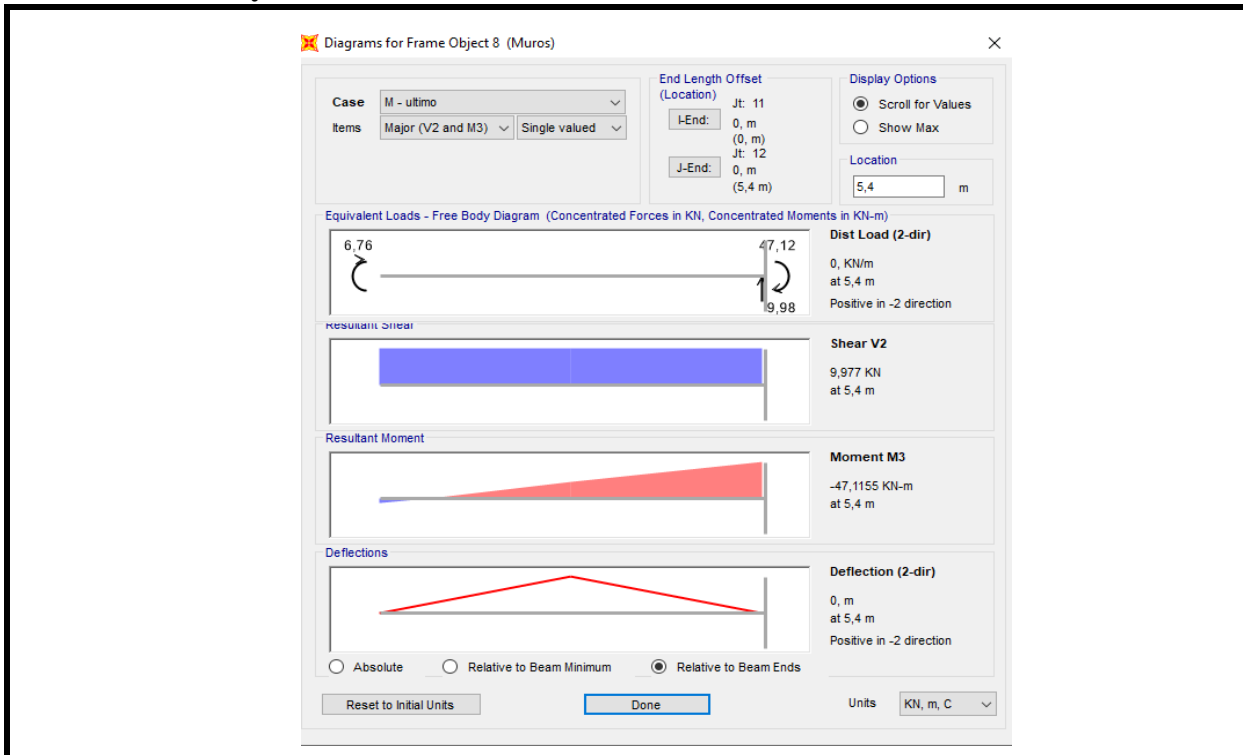 Diagrams for Frame Object 8 (Muros)
Case M - ultimo
Items Major (V2 and M3) Single valued
End Length Offset
(Location)
I-End:
Jt: 11
0, m
(0, m)
J-End:
Jt: 12
0, m
(5,4 m)
Display Options
Scroll for Values
Show Max
Location
5,4 m
Equivalent Loads - Free Body Diagram (Concentrated Forces in KN, Concentrated Moments in KN-m)
6,76
47,12
9,98
Dist Load (2-dir)
0, KN/m
at 5,4 m
Positive in -2 direction
Resultant Shear
Shear V2
9,977 KN
at 5,4 m
Resultant Moment
Moment M3
-47,1155 KN-m
at 5,4 m
Deflections
Deflection (2-dir)
0, m
at 5,4 m
Positive in -2 direction
Absolute Relative to Beam Minimum Relative to Beam Ends
Reset to Initial Units Done Units KN, m, C